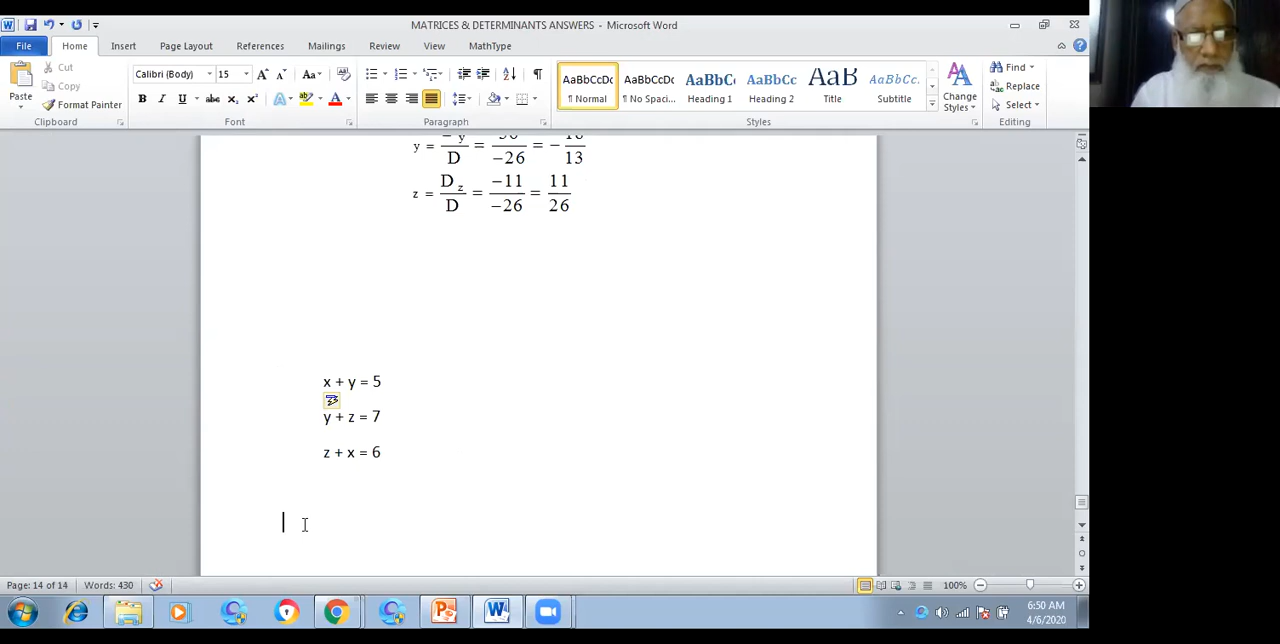 MATRICES & DETERMINANTS ANSWERS - Microsoft Word
File Home Insert Page Layout References Mailings Review View MathType
Paste Cut Copy Format Painter Clipboard
Calibri (Body) 15 Font
Paragraph
AaBbCcDc ¶ Normal AaBbCcDc ¶ No Spaci... AaBbC Heading 1 AaBbCc Heading 2 AaB Title AaBbCc. Subtitle Change Styles Styles
Find Replace Select Editing
y = / D = / −26 = − / 13
z = D z / D = −11 / −26 = 11 / 26
x + y = 5
y + z = 7
z + x = 6
Page: 14 of 14 Words: 430 100%
6:50 AM
4/6/2020